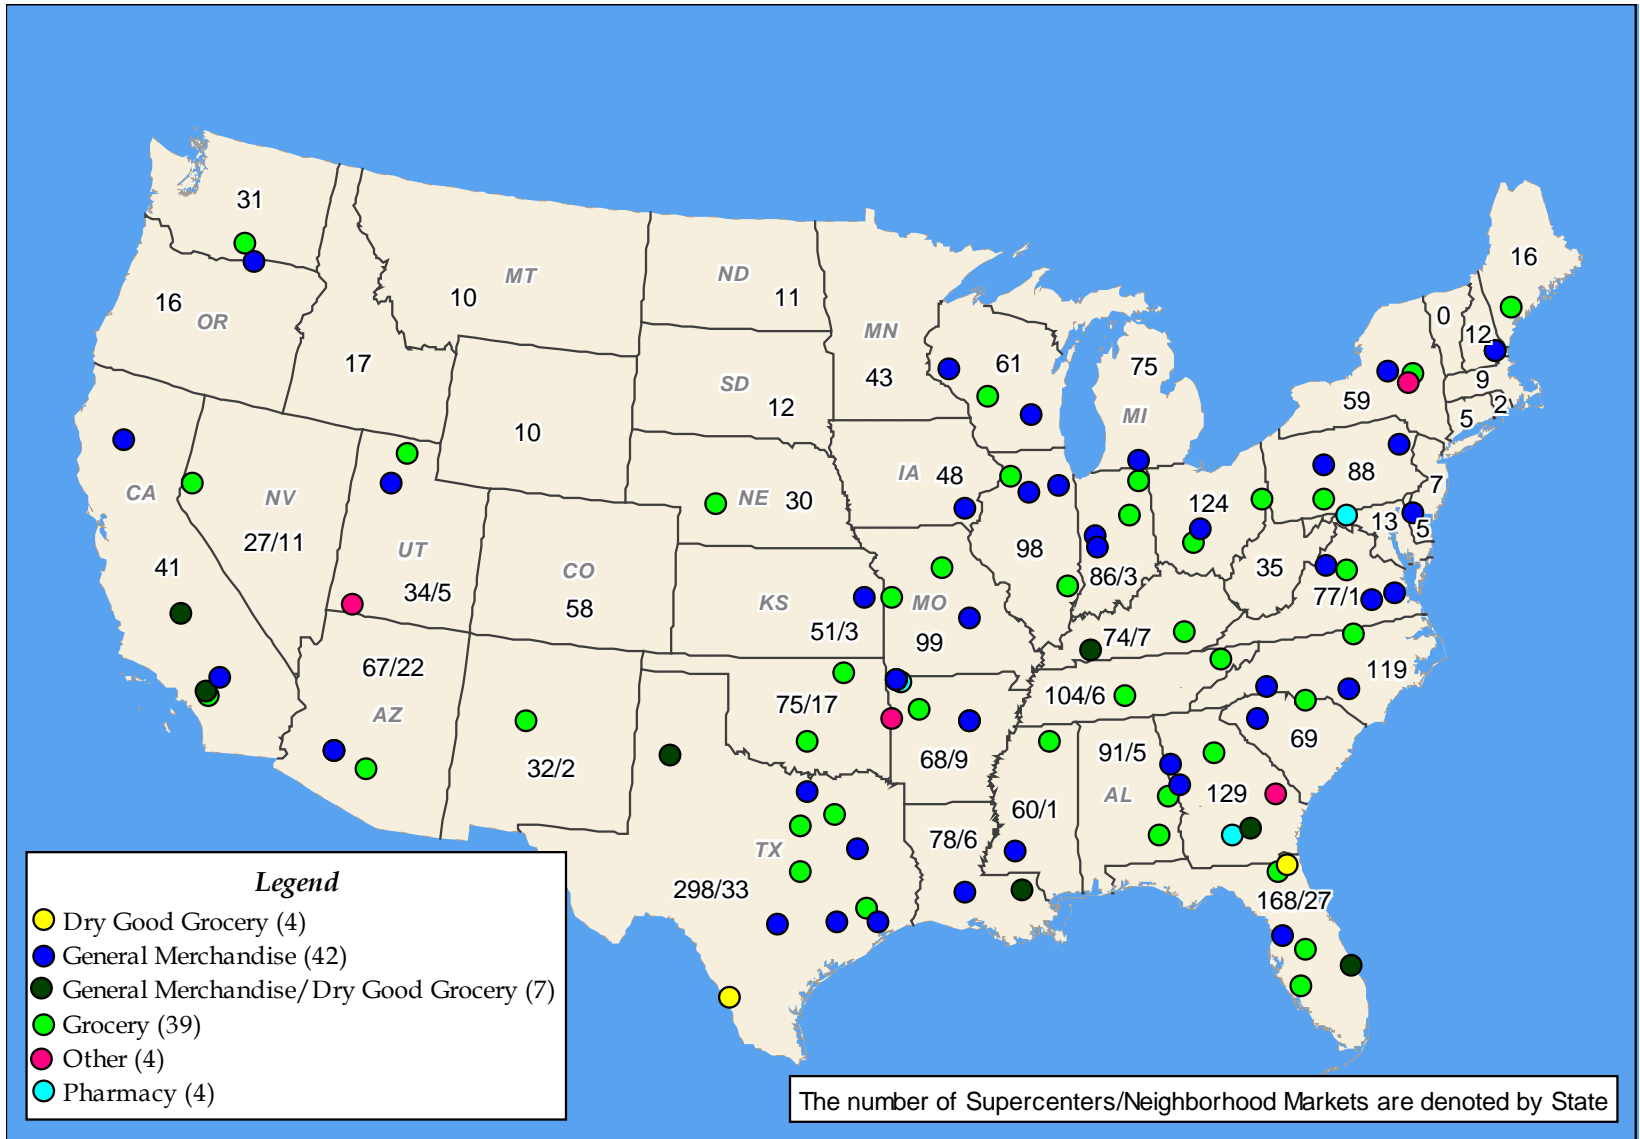 31
16
MT
ND
10
11
16
OR
0
MN
12
17
61
75
43
SD
9
12
59
2
MI
5
10
88
IA
48
7
CA
NV
NE
30
124
13
5
27/11
UT
98
41
CO
35
86/3
34/5
58
KS
MO
77/1
51/3
99
74/7
67/22
119
104/6
75/17
AZ
69
91/5
68/9
32/2
AL
129
60/1
78/6
TX
298/33
168/27
Legend
Dry Good Grocery (4)
General Merchandise (42)
General Merchandise/Dry Good Grocery (7)
Grocery (39)
Other (4)
Pharmacy (4)
The number of Supercenters/Neighborhood Markets are denoted by State